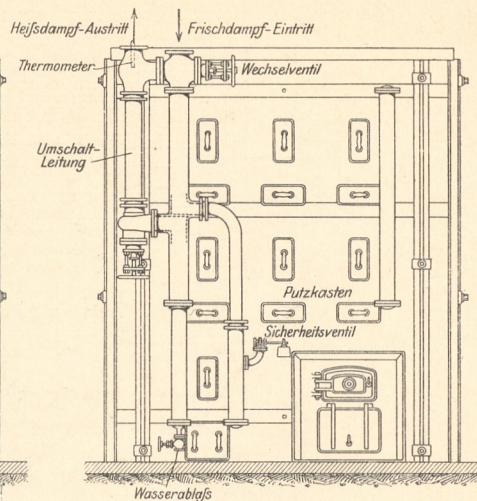 Heißdampf-Austritt
Frischdampf-Eintritt
Thermometer
Wechselventil
Umschalt-
Leitung
Putzkasten
Sicherheitsventil
Wasserablaß